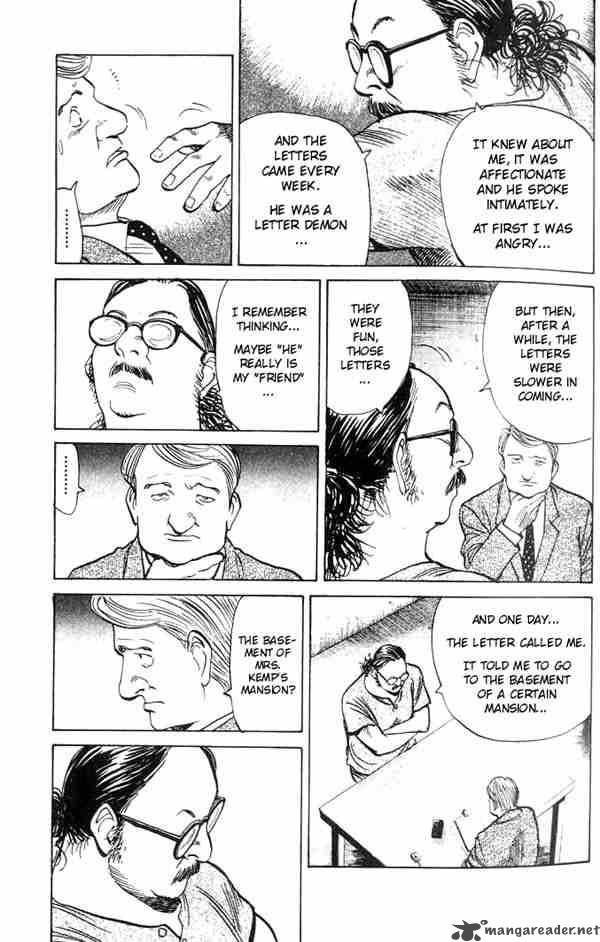 IT KNEW ABOUT
ME, IT WAS
AFFECTIONATE
AND HE SPOKE
INTIMATELY.
AT FIRST I WAS
ANGRY...
AND THE
LETTERS
CAME EVERY
WEEK.
HE WAS A
LETTER DEMON
...
........
........
BUT THEN,
AFTER A
WHILE, THE
LETTERS
WERE
SLOWER IN
COMING...
THEY
WERE
FUN,
THOSE
LETTERS
...
I REMEMBER
THINKING...
MAYBE "HE"
REALLY IS
MY "FRIEND"
...
........
AND ONE DAY...
THE LETTER CALLED ME.
IT TOLD ME TO GO
TO THE BASEMENT
OF A CERTAIN
MANSION...
THE BASE-
MENT OF
MRS.
KEMP'S
MANSION?
mangareader.net